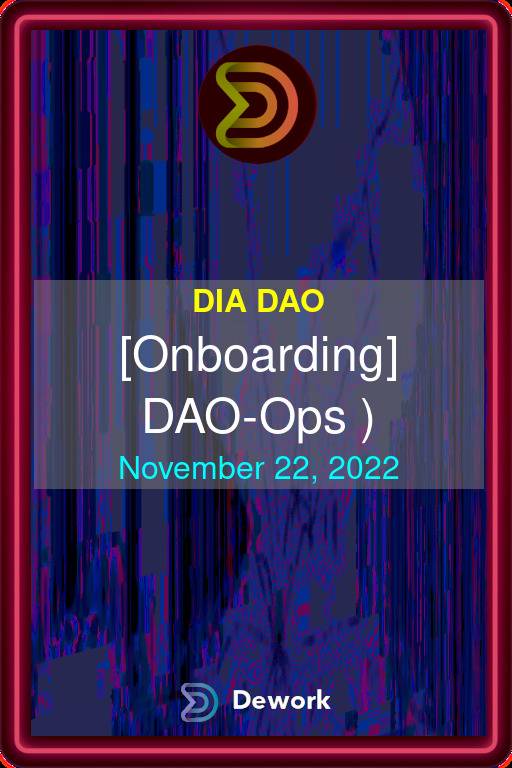 DIA DAO
[Onboarding]
DAO-Ops )
November 22, 2022
Dework